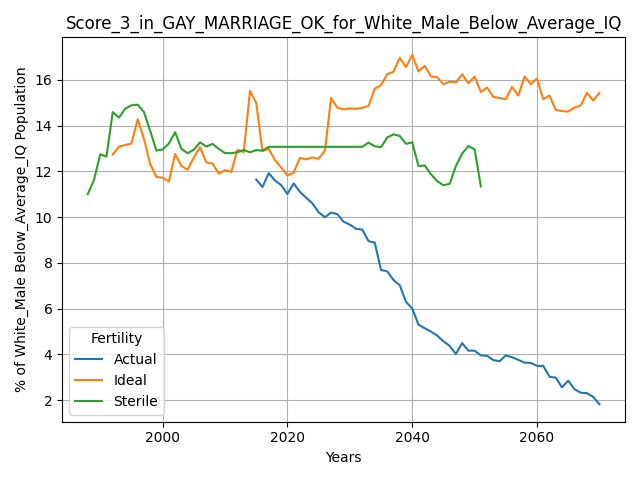 Score_3_in_GAY_MARRIAGE_OK_for_White_Male_Below_Average_IQ
% of White_Male Below_Average_IQ Population
16
14
12
10
8
6
4
2
Fertility
Actual
Ideal
Sterile
2000 2020 2040 2060
Years